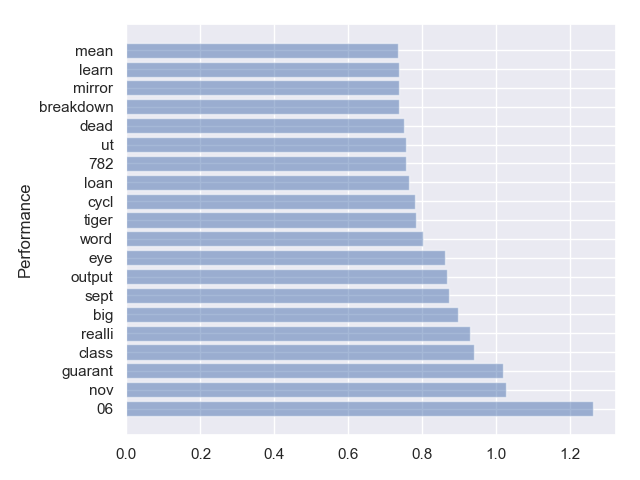 mean
learn
mirror
breakdown
dead
ut
782
loan
cycl
tiger
word
eye
output
sept
big
realli
class
guarant
nov
06
Performance
0.0 0.2 0.4 0.6 0.8 1.0 1.2